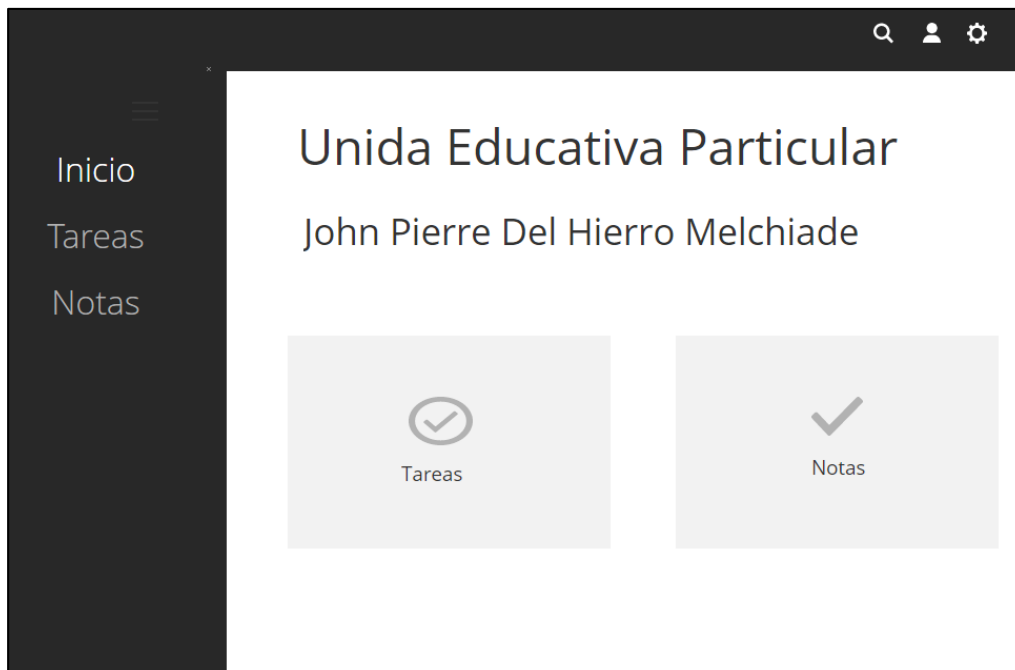 Inicio
Tareas
Notas
Unida Educativa Particular
John Pierre Del Hierro Melchiade
Tareas
Notas